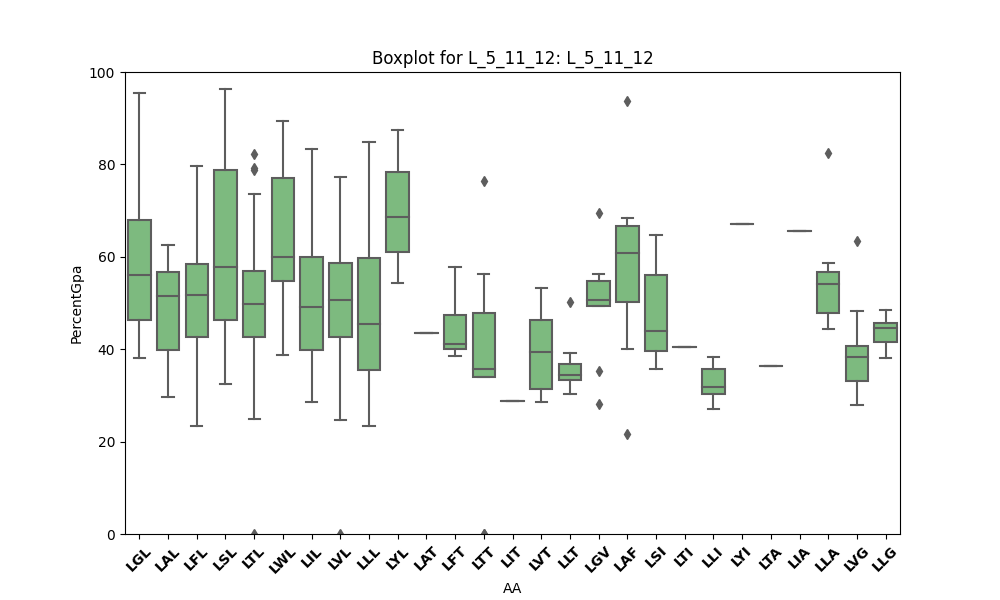 Boxplot for L_5_11_12: L_5_11_12
100
80
60
40
20
0
PercentGpa
LGL LAL LFL LSL LTL LWL LIL LVL LLL LYL LAT LFT LTT LIT LVT LLT LGV LAF LSI LTI LLI LYI LTA LIA LLA LVG LLG
AA